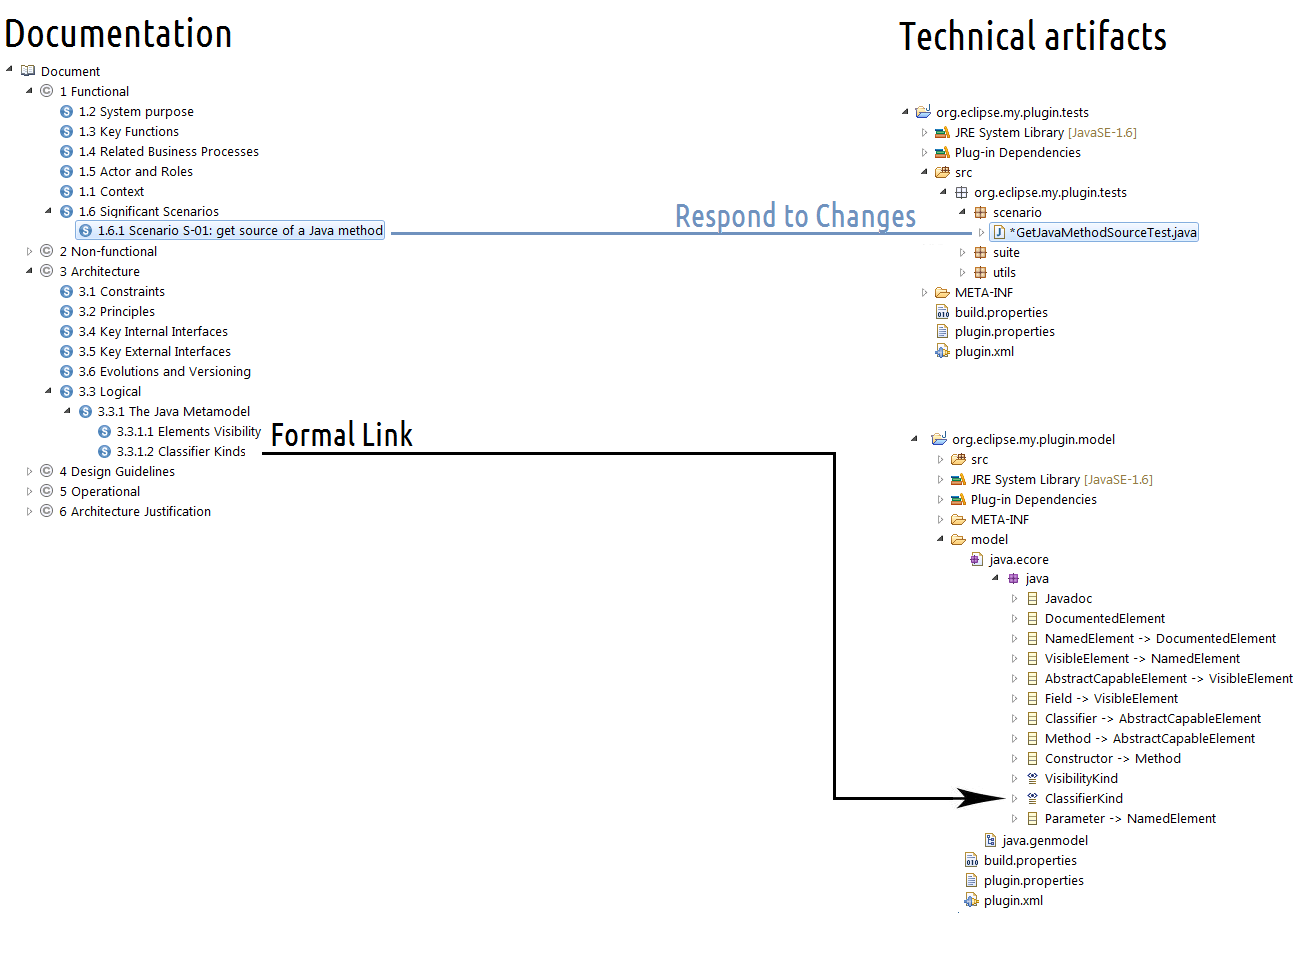 Documentation
Document
1 Functional
1.2 System purpose
1.3 Key Functions
1.4 Related Business Processes
1.5 Actor and Roles
1.1 Context
1.6 Significant Scenarios
1.6.1 Scenario S-01: get source of a Java method
2 Non-functional
3 Architecture
3.1 Constraints
3.2 Principles
3.4 Key Internal Interfaces
3.5 Key External Interfaces
3.6 Evolutions and Versioning
3.3 Logical
3.3.1 The Java Metamodel
3.3.1.1 Elements Visibility
3.3.1.2 Classifier Kinds
4 Design Guidelines
5 Operational
6 Architecture Justification
Respond to Changes
Formal Link
Technical artifacts
org.eclipse.my.plugin.tests
JRE System Library [JavaSE-1.6]
Plug-in Dependencies
src
org.eclipse.my.plugin.tests
scenario
*GetJavaMethodSourceTest.java
suite
utils
META-INF
build.properties
plugin.properties
plugin.xml
org.eclipse.my.plugin.model
src
JRE System Library [JavaSE-1.6]
Plug-in Dependencies
META-INF
model
java.ecore
java
Javadoc
DocumentedElement
NamedElement -> DocumentedElement
VisibleElement -> NamedElement
AbstractCapableElement -> VisibleElement
Field -> VisibleElement
Classifier -> AbstractCapableElement
Method -> AbstractCapableElement
Constructor -> Method
VisibilityKind
ClassifierKind
Parameter -> NamedElement
java.genmodel
build.properties
plugin.properties
plugin.xml